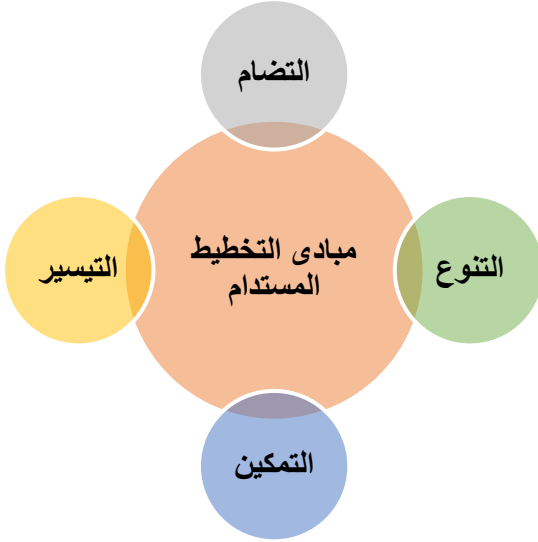 التضام
مبادى التخطيط
المستدام
التنوع
التيسير
التمكين